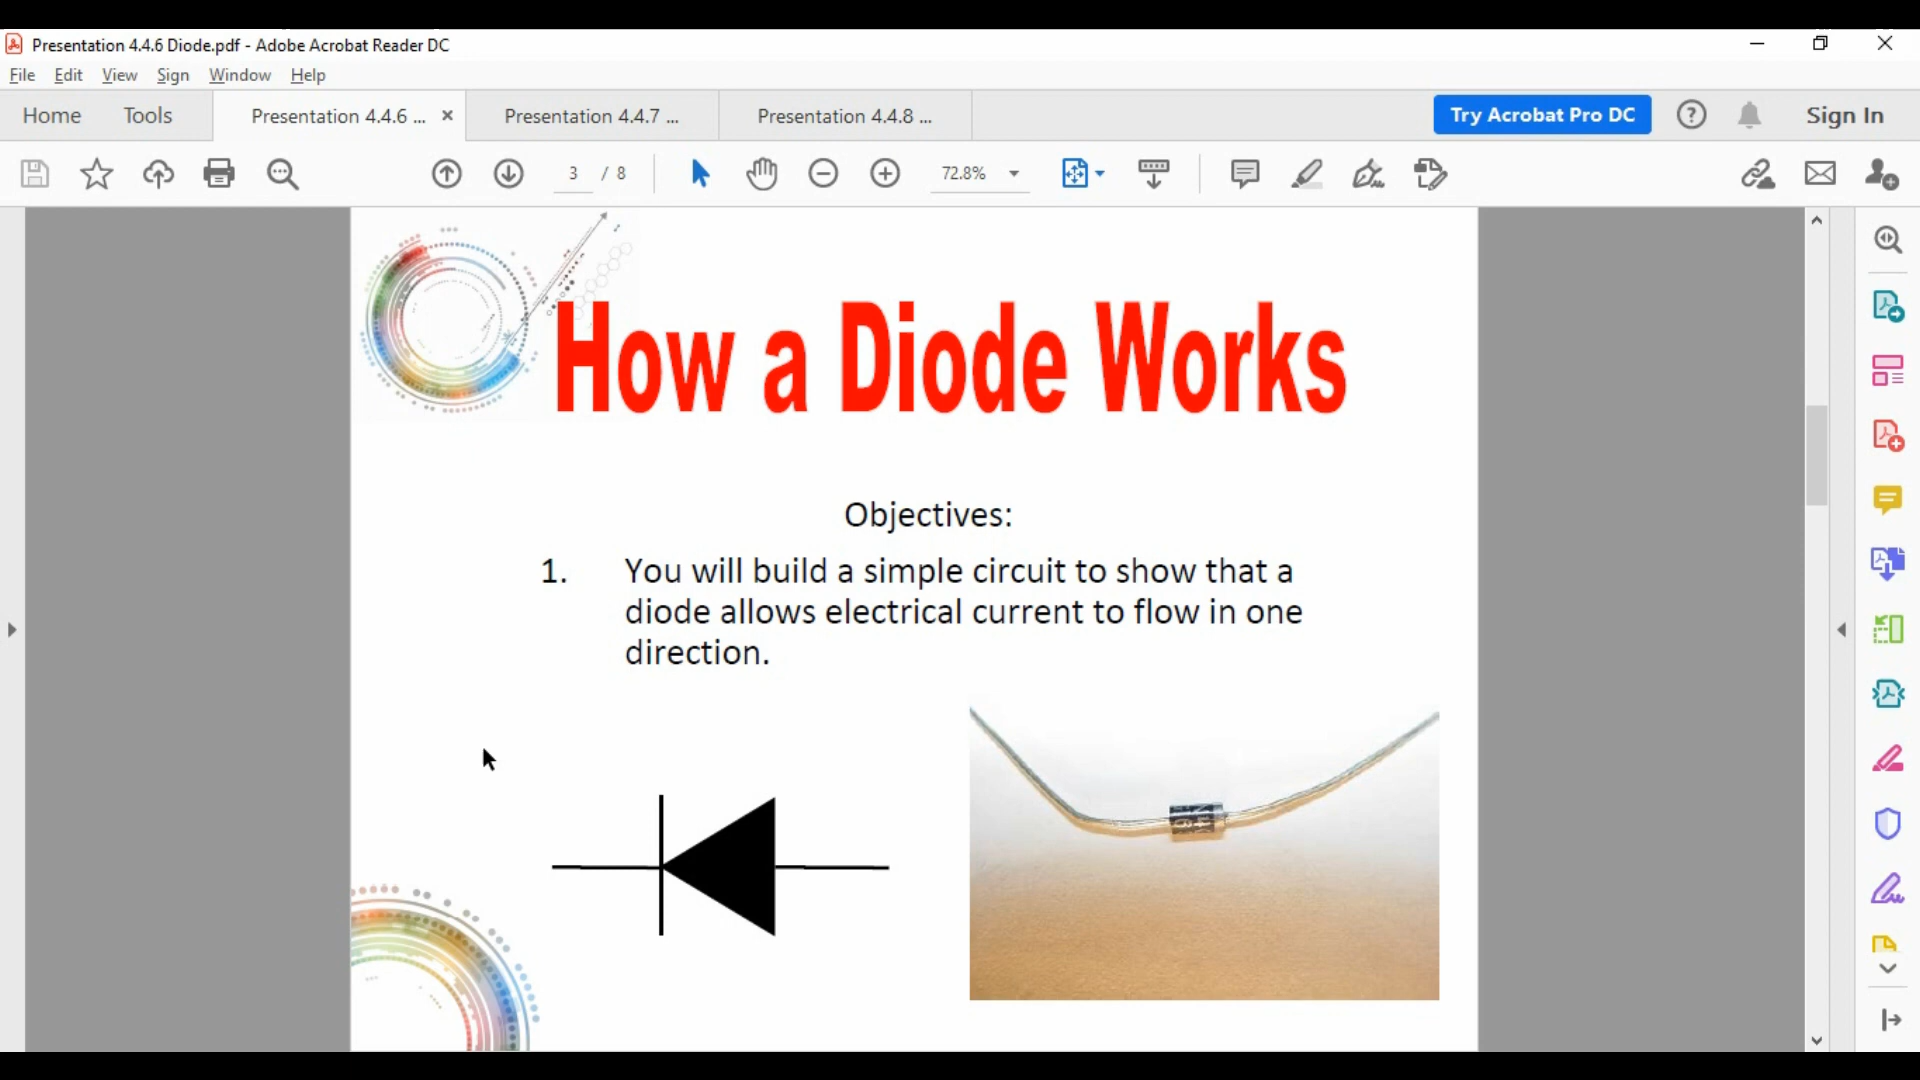 Presentation 4.4.6 Diode.pdf - Adobe Acrobat Reader DC
File Edit View Sign Window Help
Home Tools Presentation 4.4.6 ... Presentation 4.4.7 ... Presentation 4.4.8 ... Try Acrobat Pro DC Sign In
3 / 8 72.8%
How a Diode Works
Objectives:
1. You will build a simple circuit to show that a
diode allows electrical current to flow in one
direction.